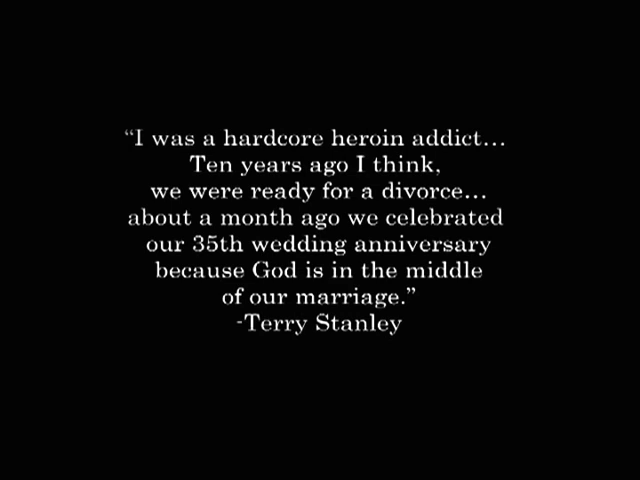 “I was a hardcore heroin addict...
Ten years ago I think,
we were ready for a divorce...
about a month ago we celebrated
our 35th wedding anniversary
because God is in the middle
of our marriage.”
-Terry Stanley